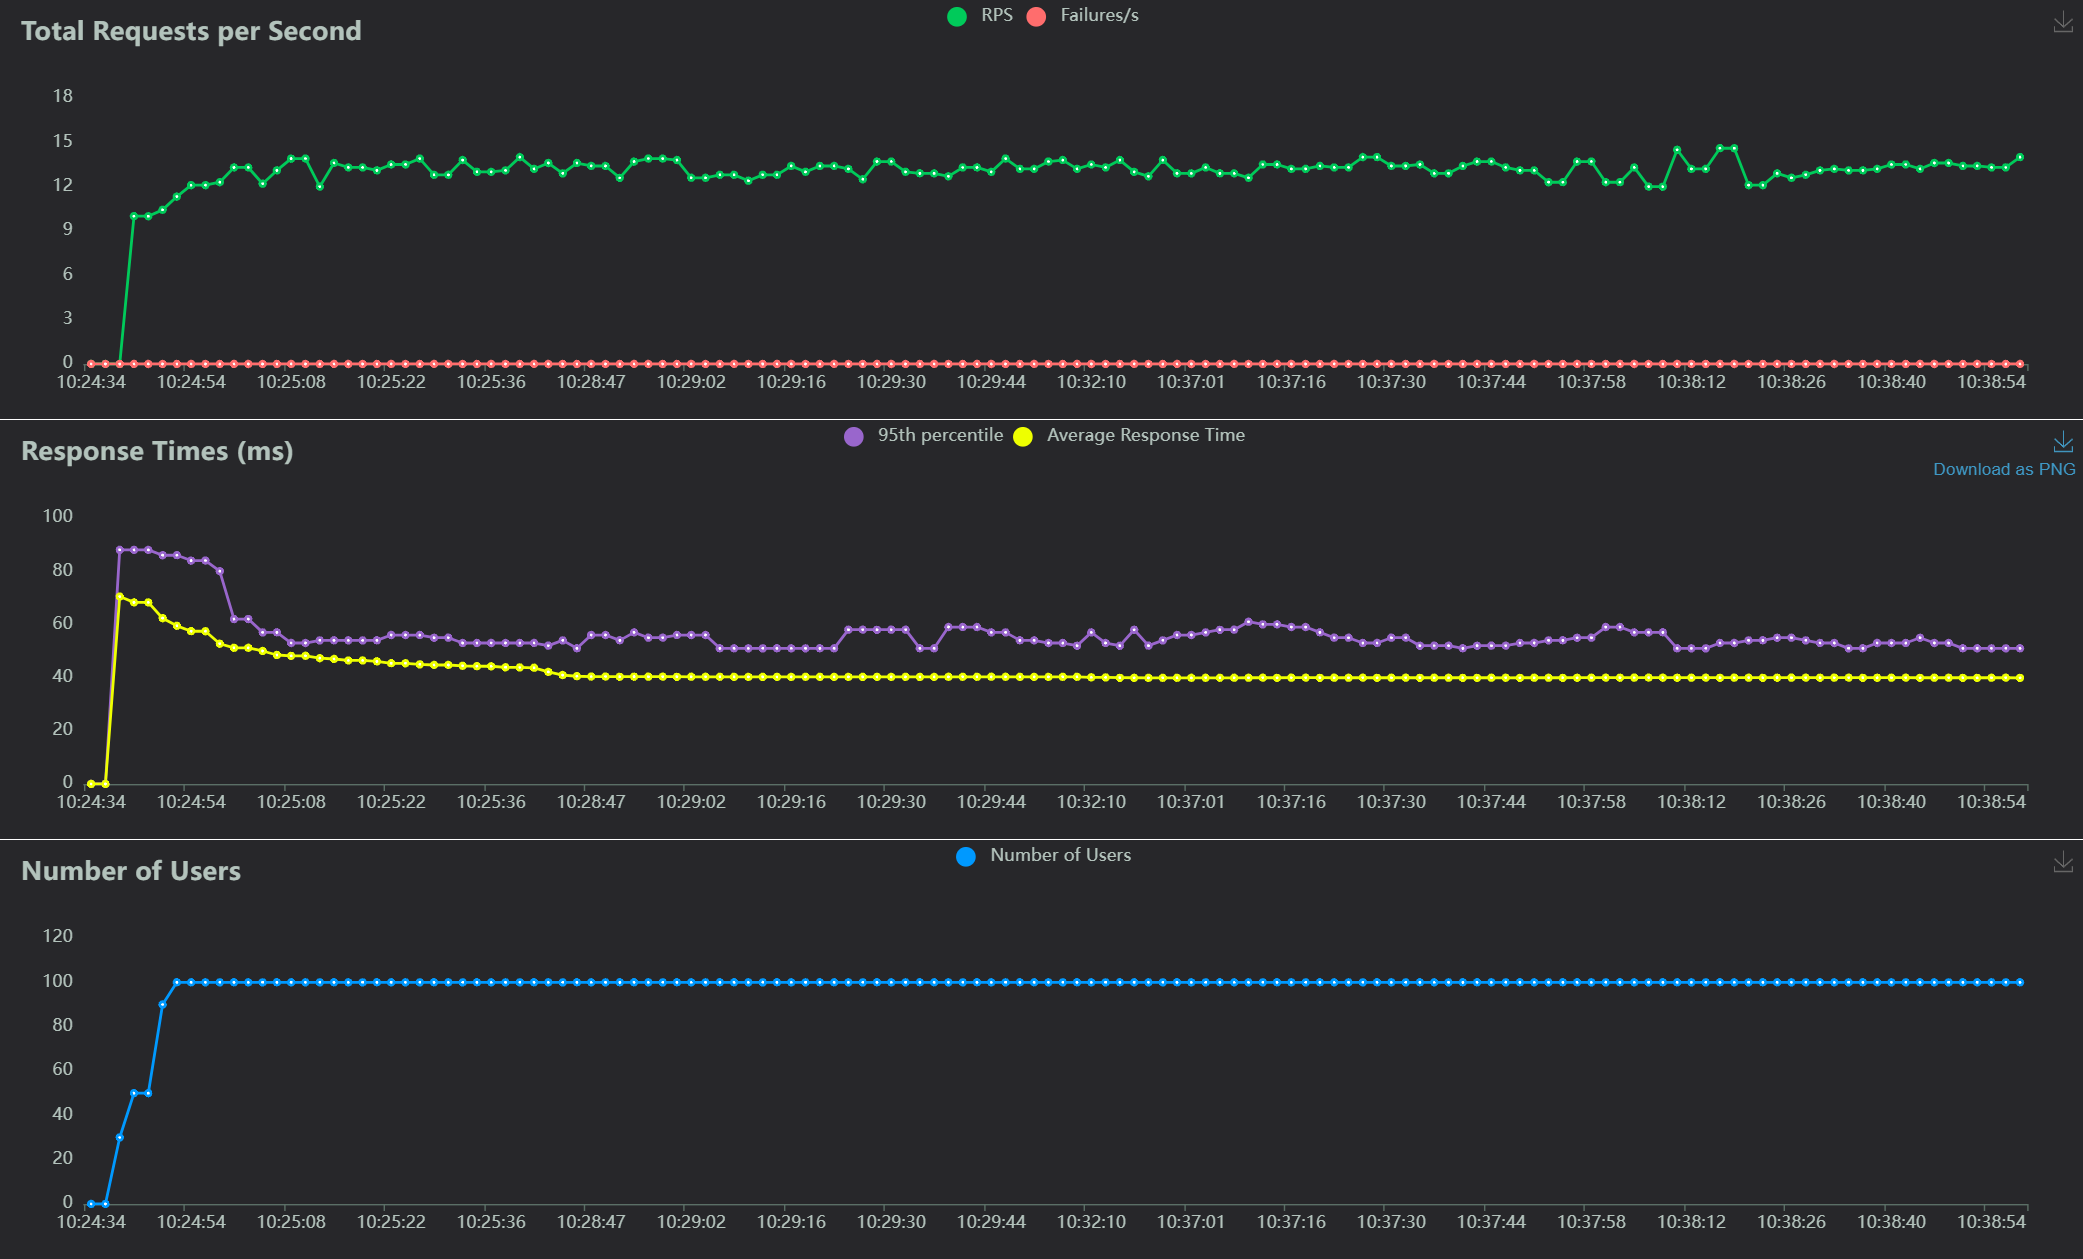 Total Requests per Second
RPS Failures/s
18
15
12
9
6
3
0
10:24:34 10:24:54 10:25:08 10:25:22 10:25:36 10:28:47 10:29:02 10:29:16 10:29:30 10:29:44 10:32:10 10:37:01 10:37:16 10:37:30 10:37:44 10:37:58 10:38:12 10:38:26 10:38:40 10:38:54
Response Times (ms)
95th percentile Average Response Time
Download as PNG
100
80
60
40
20
0
10:24:34 10:24:54 10:25:08 10:25:22 10:25:36 10:28:47 10:29:02 10:29:16 10:29:30 10:29:44 10:32:10 10:37:01 10:37:16 10:37:30 10:37:44 10:37:58 10:38:12 10:38:26 10:38:40 10:38:54
Number of Users
Number of Users
120
100
80
60
40
20
0
10:24:34 10:24:54 10:25:08 10:25:22 10:25:36 10:28:47 10:29:02 10:29:16 10:29:30 10:29:44 10:32:10 10:37:01 10:37:16 10:37:30 10:37:44 10:37:58 10:38:12 10:38:26 10:38:40 10:38:54